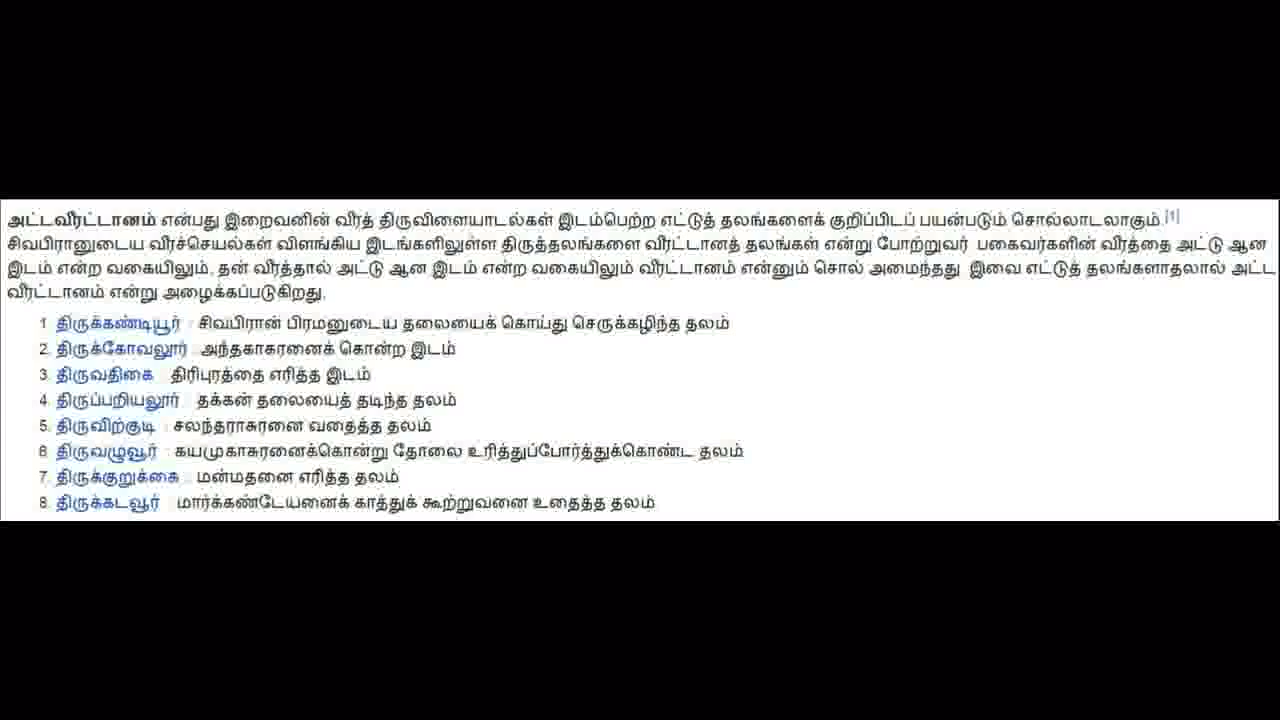 அட்டவீரட்டானம் என்பது இறைவனின் வீரத் திருவிளையாடல்கள் இடம்பெற்ற எட்டுத் தலங்களைக் குறிப்பிடப் பயன்படும் சொல்லாடலாகும்.[1]
சிவபிரானுடைய வீரச்செயல்கள் விளங்கிய இடங்களிலுள்ள திருத்தலங்களை வீரட்டானத் தலங்கள் என்று போற்றுவர் பகைவர்களின் வீரத்தை அட்டு ஆன
இடம் என்ற வகையிலும், தன் வீரத்தால் அட்டு ஆன இடம் என்ற வகையிலும் வீரட்டானம் என்னும் சொல் அமைந்தது இவை எட்டுத் தலங்களாதலால் அட்ட
வீரட்டானம் என்று அழைக்கப்படுகிறது.
1. திருக்கண்டியூர் : சிவபிரான் பிரமனுடைய தலையைக் கொய்து செருக்கழிந்த தலம்
2. திருக்கோவலூர் : அந்தகாசுரனைக் கொன்ற இடம்
3. திருவதிகை : திரிபுரத்தை எரித்த இடம்
4. திருப்பறியலூர் : தக்கன் தலையைத் தடிந்த தலம்
5. திருவிற்குடி : சலந்தராசுரனை வதைத்த தலம்
6. திருவழுவூர் : கயமுகாசுரனைக்கொன்று தோலை உரித்துப்போர்த்துக்கொண்ட தலம்
7. திருக்குறுக்கை : மன்மதனை எரித்த தலம்
8. திருக்கடவூர் : மார்க்கண்டேயனைக் காத்துக் கூற்றுவனை உதைத்த தலம்